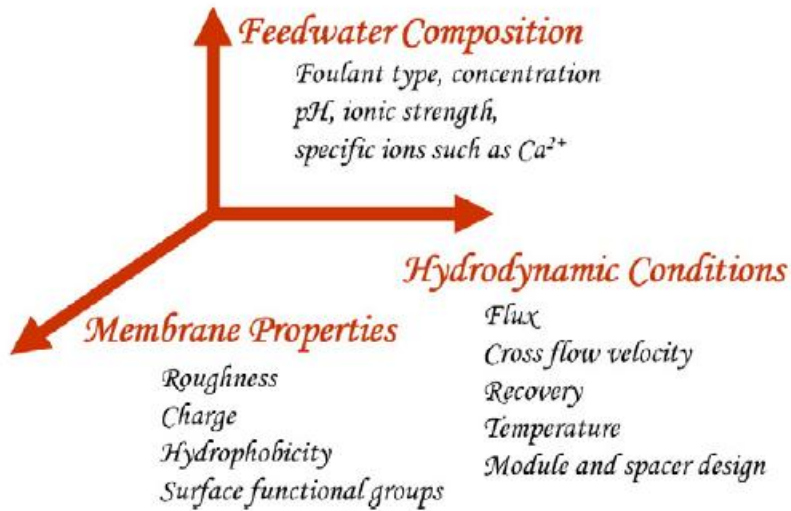 Feedwater Composition
Foulant type, concentration
pH, ionic strength,
specific ions such as Ca²⁺
Hydrodynamic Conditions
Flux
Cross flow velocity
Recovery
Temperature
Module and spacer design
Membrane Properties
Roughness
Charge
Hydrophobicity
Surface functional groups